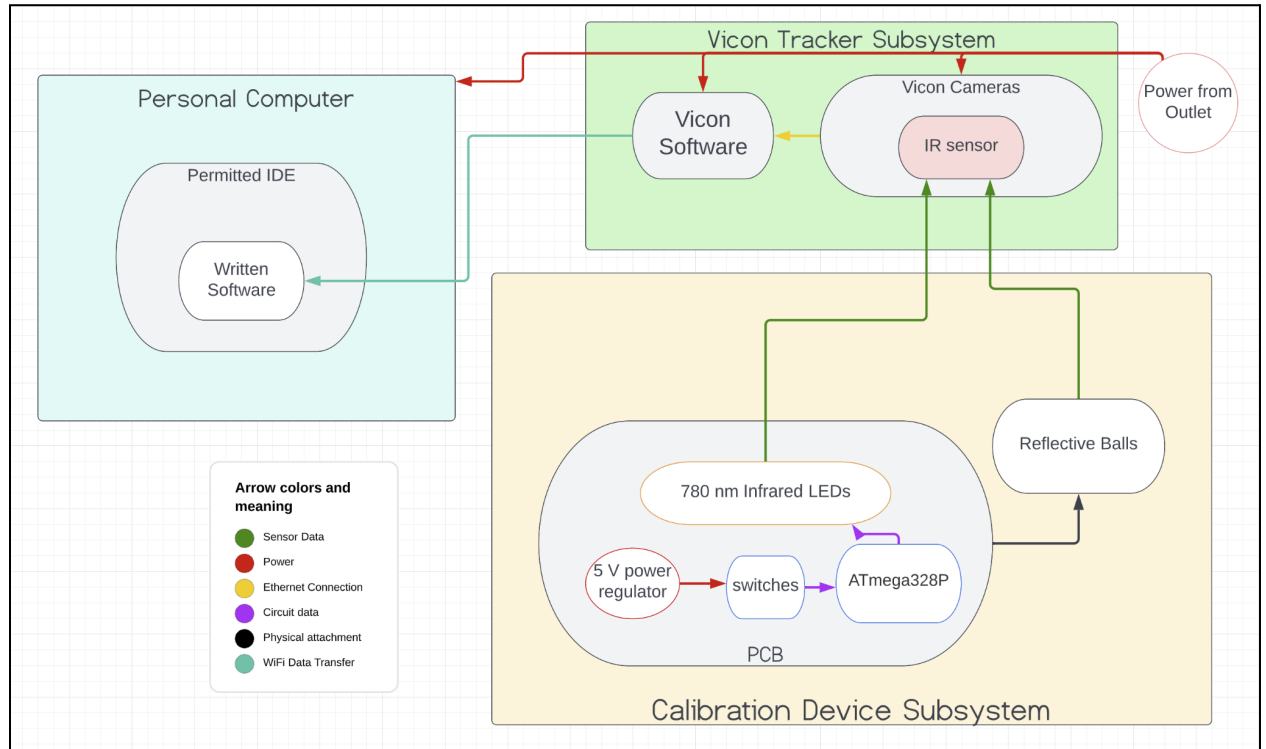 Vicon Tracker Subsystem
Personal Computer
Vicon Cameras
Power from
Outlet
Vicon
Software
IR sensor
Permitted IDE
Written
Software
Reflective Balls
Arrow colors and
meaning
Sensor Data
Power
Ethernet Connection
Circuit data
Physical attachment
WiFi Data Transfer
780 nm Infrared LEDs
5 V power
regulator
switches
ATmega328P
PCB
Calibration Device Subsystem